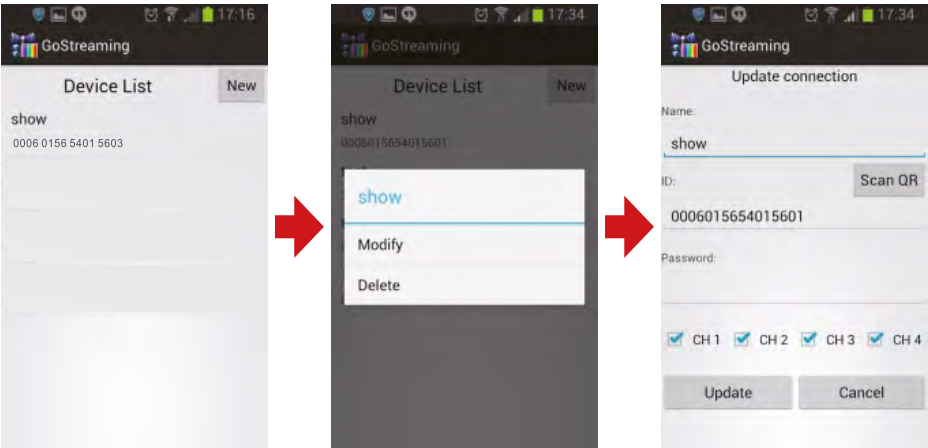 17:16
GoStreaming
Device List New
show
0006 0156 5401 5603
17:34
GoStreaming
Device List New
show
0006015654015601
show
Modify
Delete
17:34
GoStreaming
Update connection
Name:
show
ID: Scan QR
0006015654015601
Password:
CH 1 CH 2 CH 3 CH 4
Update Cancel